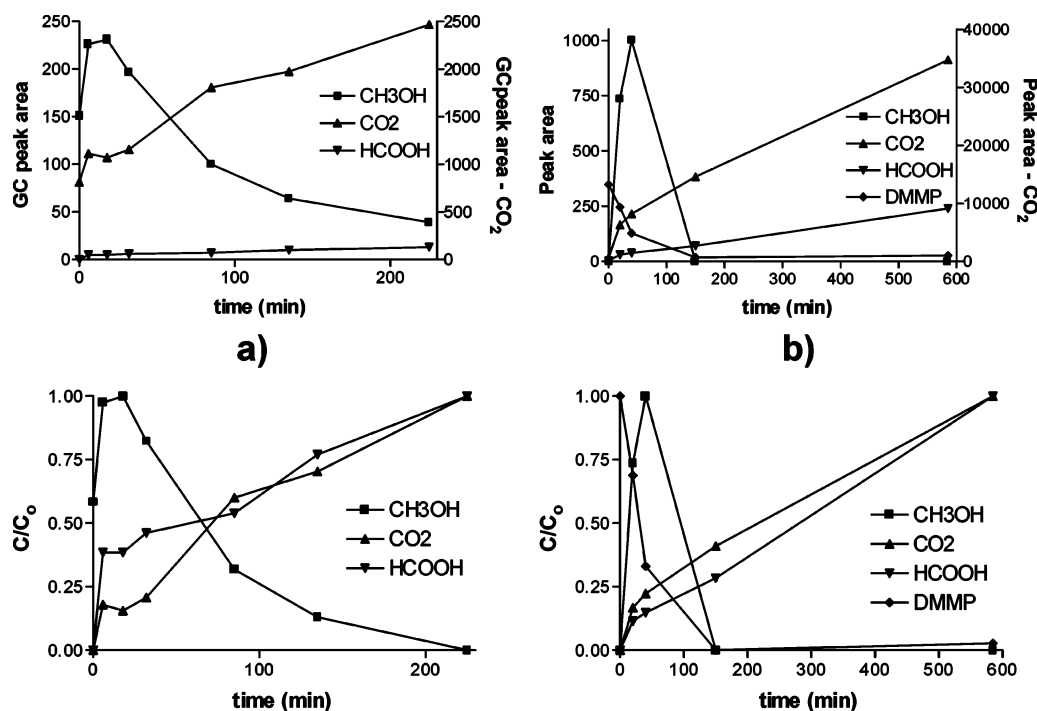 250
200
150
100
50
0
GC peak area
2500
2000
1500
1000
500
0
GCpeak area - CO2
CH3OH
CO2
HCOOH
0
100
200
time (min)
a)
1000
750
500
250
0
Peak area
40000
30000
20000
10000
0
Peak area - CO2
CH3OH
CO2
HCOOH
DMMP
0 100 200 300 400 500 600
time (min)
b)
1.00
0.75
0.50
0.25
0.00
C/Co
CH3OH
CO2
HCOOH
0
100
200
time (min)
1.00
0.75
0.50
0.25
0.00
C/Co
CH3OH
CO2
HCOOH
DMMP
0 100 200 300 400 500 600
time (min)